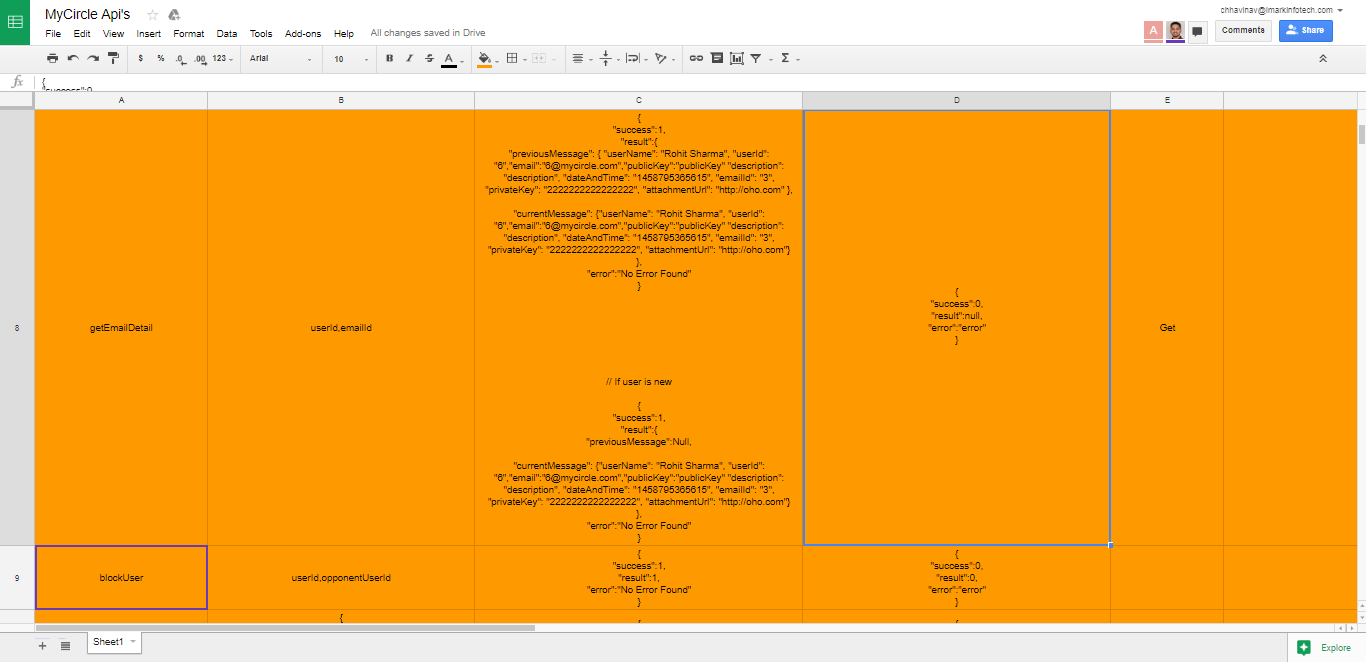 MyCircle Api's
chhavinav@imarkinfotech.com
File Edit View Insert Format Data Tools Add-ons Help All changes saved in Drive
A
Comments
Share
$ % .0 .00 123 Arial 10 B I S A Σ
fx
{
"success":0,
A B C D E
8
getEmailDetail
userId,emailId
{
"success":1,
"result":{
"previousMessage": { "userName": "Rohit Sharma", "userId":
"6","email":"6@mycircle.com","publicKey":"publicKey" "description":
"description", "dateAndTime": "1458795365615", "emailId": "3",
"privateKey": "2222222222222222", "attachmentUrl": "http://oho.com" },
"currentMessage": {"userName": "Rohit Sharma", "userId":
"6","email":"6@mycircle.com","publicKey":"publicKey" "description":
"description", "dateAndTime": "1458795365615", "emailId": "3",
"privateKey": "2222222222222222", "attachmentUrl": "http://oho.com"}
},
"error":"No Error Found"
}
// If user is new
{
"success":1,
"result":{
"previousMessage":Null,
"currentMessage": {"userName": "Rohit Sharma", "userId":
"6","email":"6@mycircle.com","publicKey":"publicKey" "description":
"description", "dateAndTime": "1458795365615", "emailId": "3",
"privateKey": "2222222222222222", "attachmentUrl": "http://oho.com"}
},
"error":"No Error Found"
}
{
"success":0,
"result":null,
"error":"error"
}
Get
9
blockUser
userId,opponentUserId
{
"success":1,
"result":1,
"error":"No Error Found"
}
{
"success":0,
"result":0,
"error":"error"
}
{
{
{
Sheet1
Explore